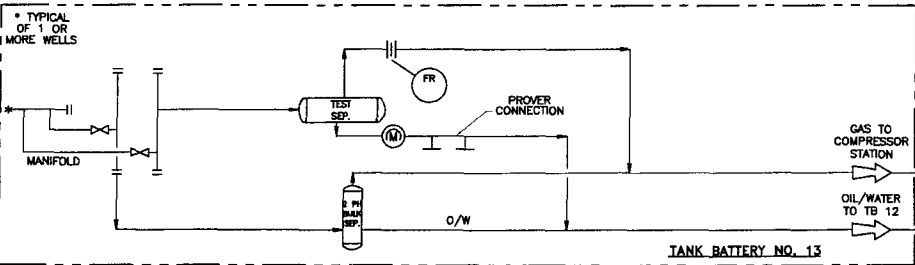 * TYPICAL
OF 1 OR
MORE WELLS
MANIFOLD
TEST
SEP.
FR
M
PROVER
CONNECTION
2 PH
BULK
SEP.
O/W
GAS TO
COMPRESSOR
STATION
OIL/WATER
TO TB 12
TANK BATTERY NO. 13